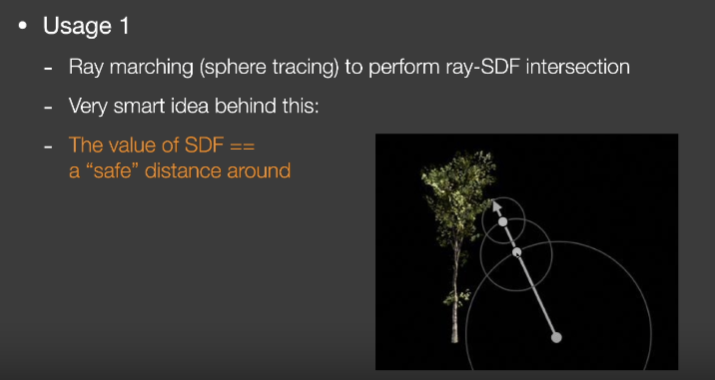 • Usage 1
- Ray marching (sphere tracing) to perform ray-SDF intersection
- Very smart idea behind this:
- The value of SDF ==
a “safe” distance around